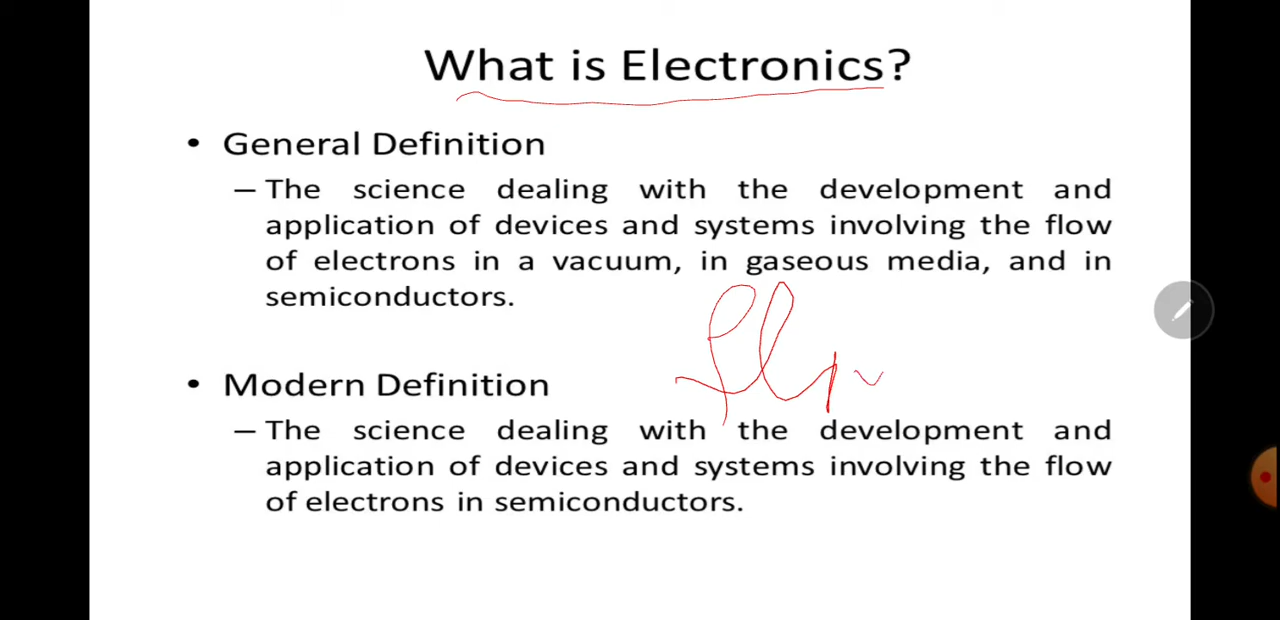 What is Electronics?
• General Definition
– The science dealing with the development and
application of devices and systems involving the flow
of electrons in a vacuum, in gaseous media, and in
semiconductors.
• Modern Definition
– The science dealing with the development and
application of devices and systems involving the flow
of electrons in semiconductors.